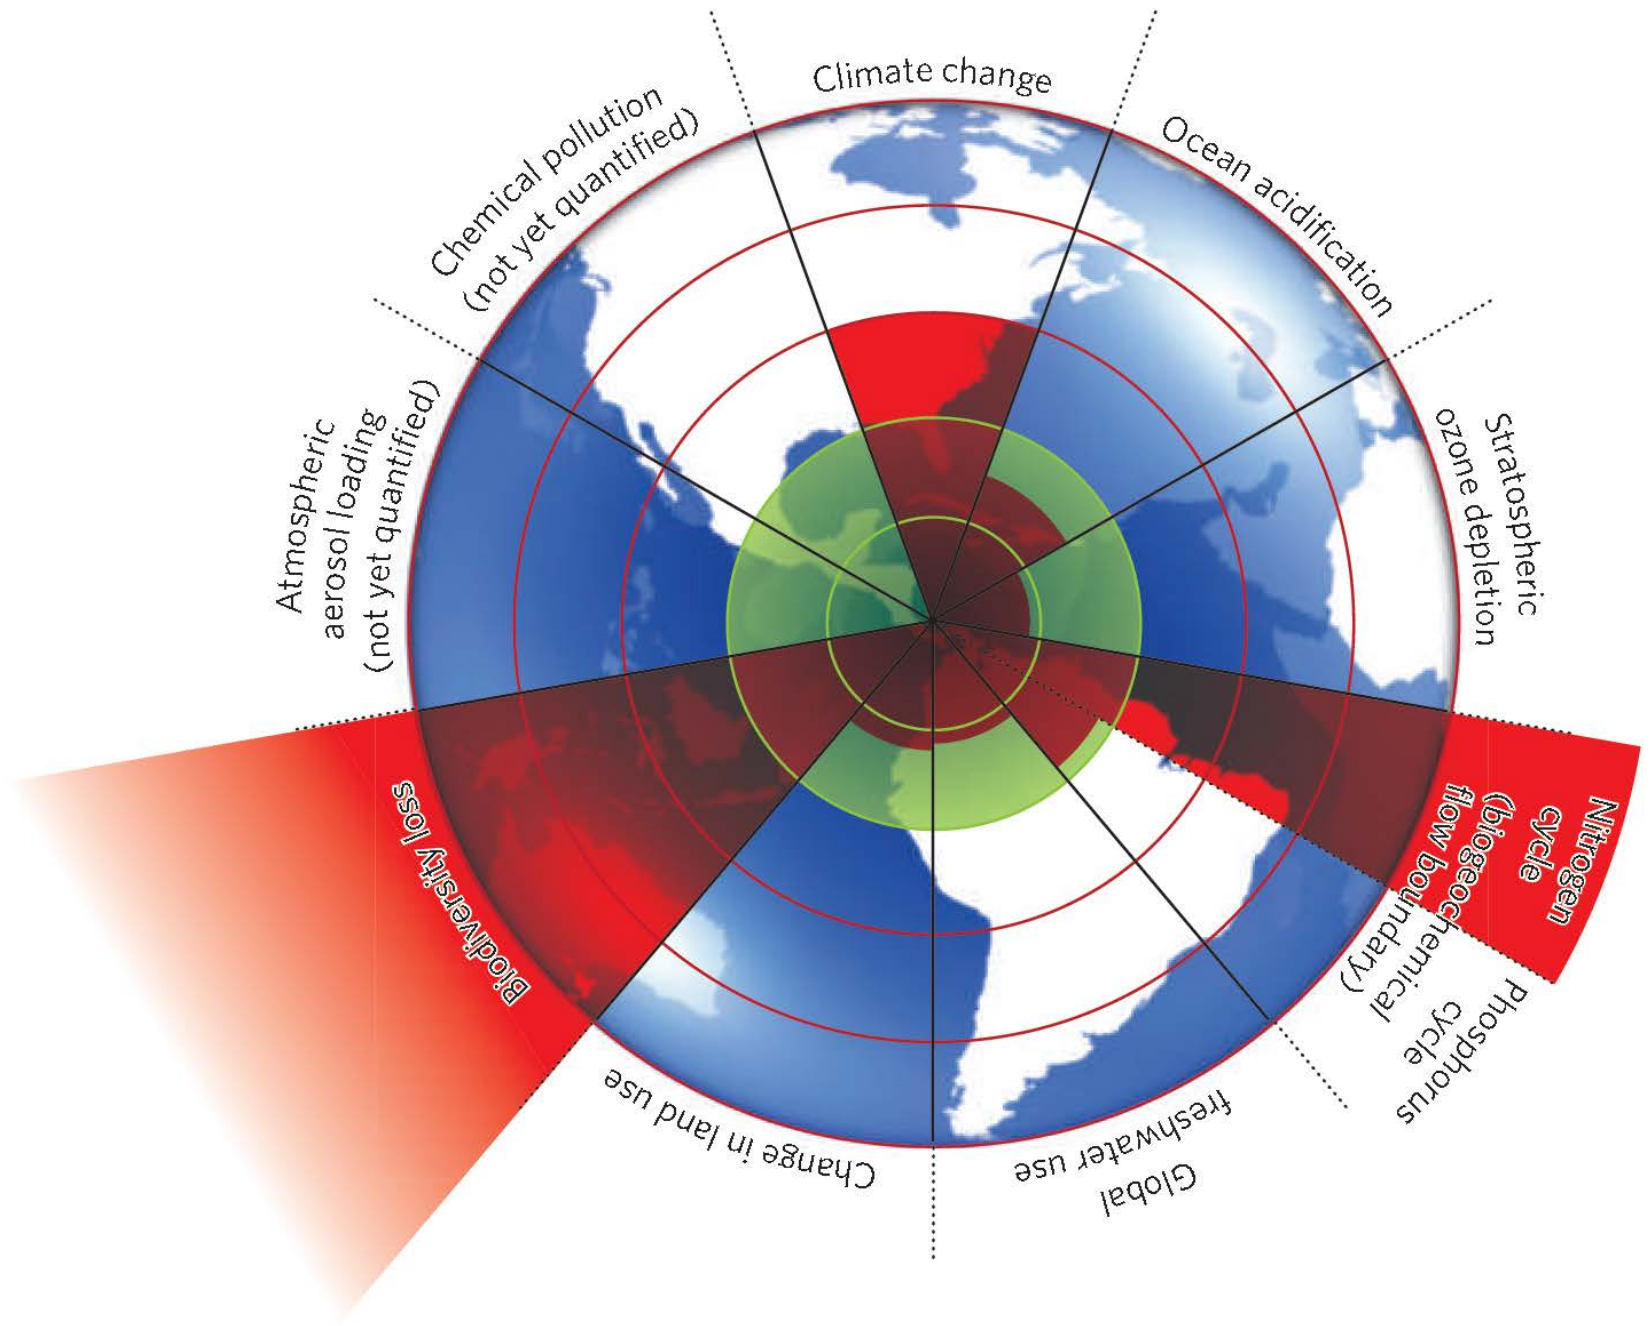 Climate change
Ocean acidification
Stratospheric
ozone depletion
Nitrogen
cycle
(biogeochemical
flow boundary)
Phosphorus
cycle
Global
freshwater use
Change in land use
Biodiversity loss
Atmospheric
aerosol loading
(not yet quantified)
Chemical pollution
(not yet quantified)